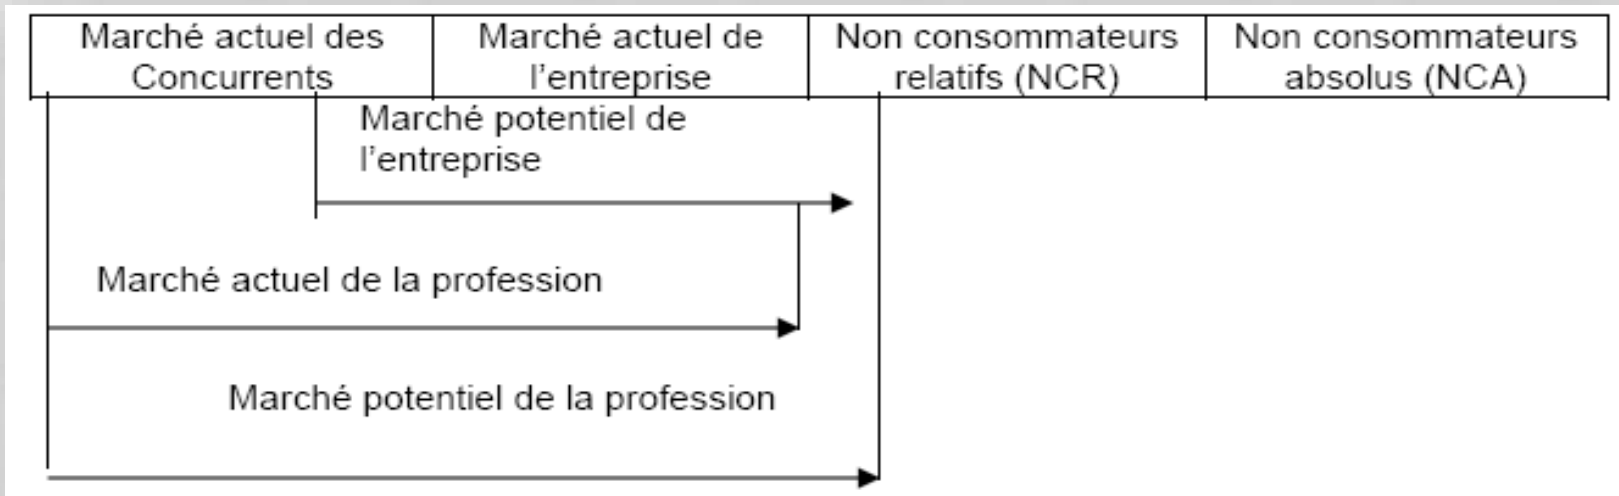 Marché actuel des
Concurrents
Marché actuel de
l'entreprise
Non consommateurs
relatifs (NCR)
Non consommateurs
absolus (NCA)
Marché potentiel de
l'entreprise
Marché actuel de la profession
Marché potentiel de la profession